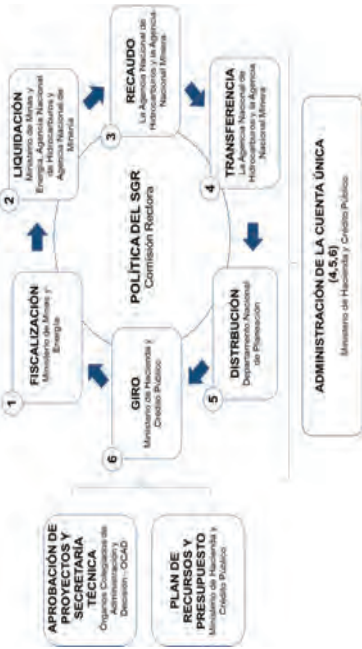 APROBACIÓN DE
PROYECTOS Y
SECRETARÍA
TÉCNICA
Órganos Colegiados de
Administración y
Decisión - OCAD
PLAN DE
RECURSOS Y
PRESUPUESTO
Ministerio de Hacienda y
Crédito Público
1
FISCALIZACIÓN
Ministerio de Minas y
Energía
2
LIQUIDACIÓN
Ministerio de Minas y
Energía, Agencia Nacional
de Hidrocarburos y
Agencia Nacional de
Minería
3
RECAUDO
La Agencia Nacional de
Hidrocarburos y la Agencia
Nacional Minera
4
TRANSFERENCIA
La Agencia Nacional de
Hidrocarburos y la Agencia
Nacional Minera
5
DISTRIBUCIÓN
Departamento Nacional
de Planeación
6
GIRO
Ministerio de Hacienda y
Crédito Público
POLÍTICA DEL SGR
Comisión Rectora
ADMINISTRACIÓN DE LA CUENTA ÚNICA
(4,5,6)
Ministerio de Hacienda y Crédito Público